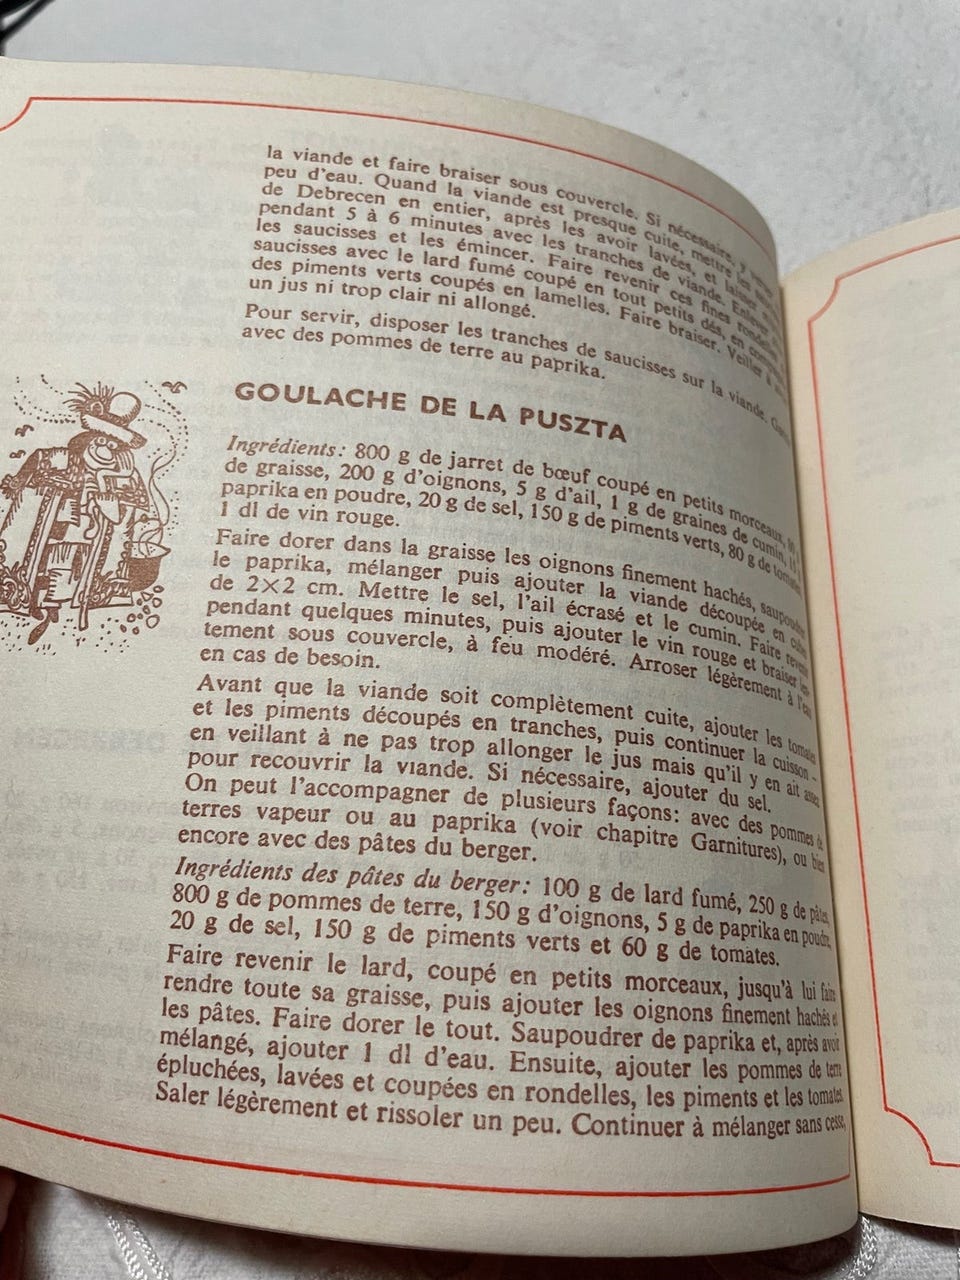 la viande et faire braiser sous couvercle. Si nécessaire, y
peu d'eau. Quand la viande est presque cuite, mettre les
de Debrecen en entier, après les avoir lavées, et laisser
pendant 5 à 6 minutes avec les tranches de viande. Enlever
les saucisses et les émincer. Faire revenir ces fines rondelles
saucisses avec le lard fumé coupé en tout petits dés, en
des piments verts coupés en lamelles. Faire braiser. Veiller à
un jus ni trop clair ni allongé.
Pour servir, disposer les tranches de saucisses sur la viande.
avec des pommes de terre au paprika.
GOULACHE DE LA PUSZTA
Ingrédients: 800 g de jarret de bœuf coupé en petits morceaux,
de graisse, 200 g d'oignons, 5 g d'ail, 1 g de graines de cumin,
paprika en poudre, 20 g de sel, 150 g de piments verts, 80 g de tomates,
1 dl de vin rouge.
Faire dorer dans la graisse les oignons finement hachés, saupoudrer
le paprika, mélanger puis ajouter la viande découpée en cubes
de 2×2 cm. Mettre le sel, l'ail écrasé et le cumin. Faire revenir
pendant quelques minutes, puis ajouter le vin rouge et braiser len-
tement sous couvercle, à feu modéré. Arroser légèrement à l'eau
en cas de besoin.
Avant que la viande soit complètement cuite, ajouter les tomates
et les piments découpés en tranches, puis continuer la cuisson -
en veillant à ne pas trop allonger le jus mais qu'il y en ait assez
pour recouvrir la viande. Si nécessaire, ajouter du sel.
On peut l'accompagner de plusieurs façons: avec des pommes de
terres vapeur ou au paprika (voir chapitre Garnitures), ou bien
encore avec des pâtes du berger.
Ingrédients des pâtes du berger: 100 g de lard fumé, 250 g de pâtes,
800 g de pommes de terre, 150 g d'oignons, 5 g de paprika en poudre,
20 g de sel, 150 g de piments verts et 60 g de tomates.
Faire revenir le lard, coupé en petits morceaux, jusqu'à lui faire
rendre toute sa graisse, puis ajouter les oignons finement hachés et
les pâtes. Faire dorer le tout. Saupoudrer de paprika et, après avoir
mélangé, ajouter 1 dl d'eau. Ensuite, ajouter les pommes de terre
épluchées, lavées et coupées en rondelles, les piments et les tomates.
Saler légèrement et rissoler un peu. Continuer à mélanger sans cesse,